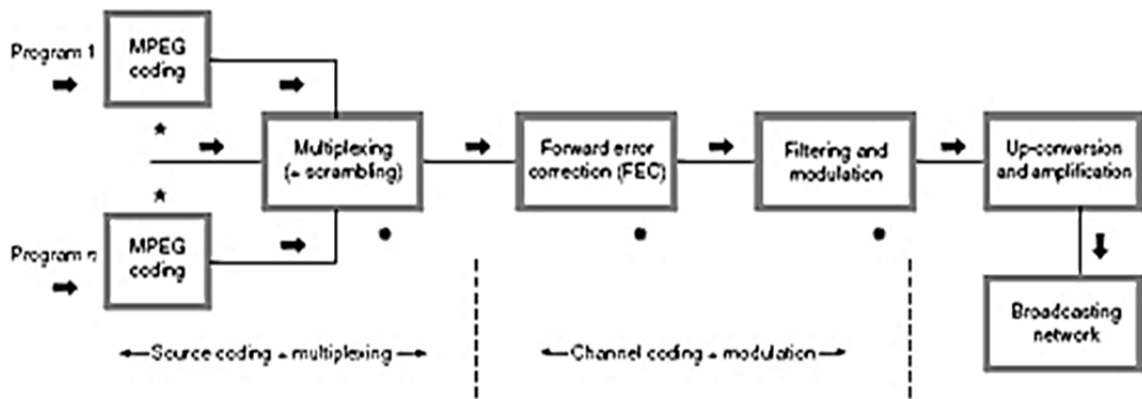 Program 1
MPEG
coding
Multiplexing
(+ scrambling)
Program n
MPEG
coding
Forward error
correction (FEC)
Filtering and
modulation
Up-conversion
and amplification
Broadcasting
network
Source coding + multiplexing
Channel coding + modulation